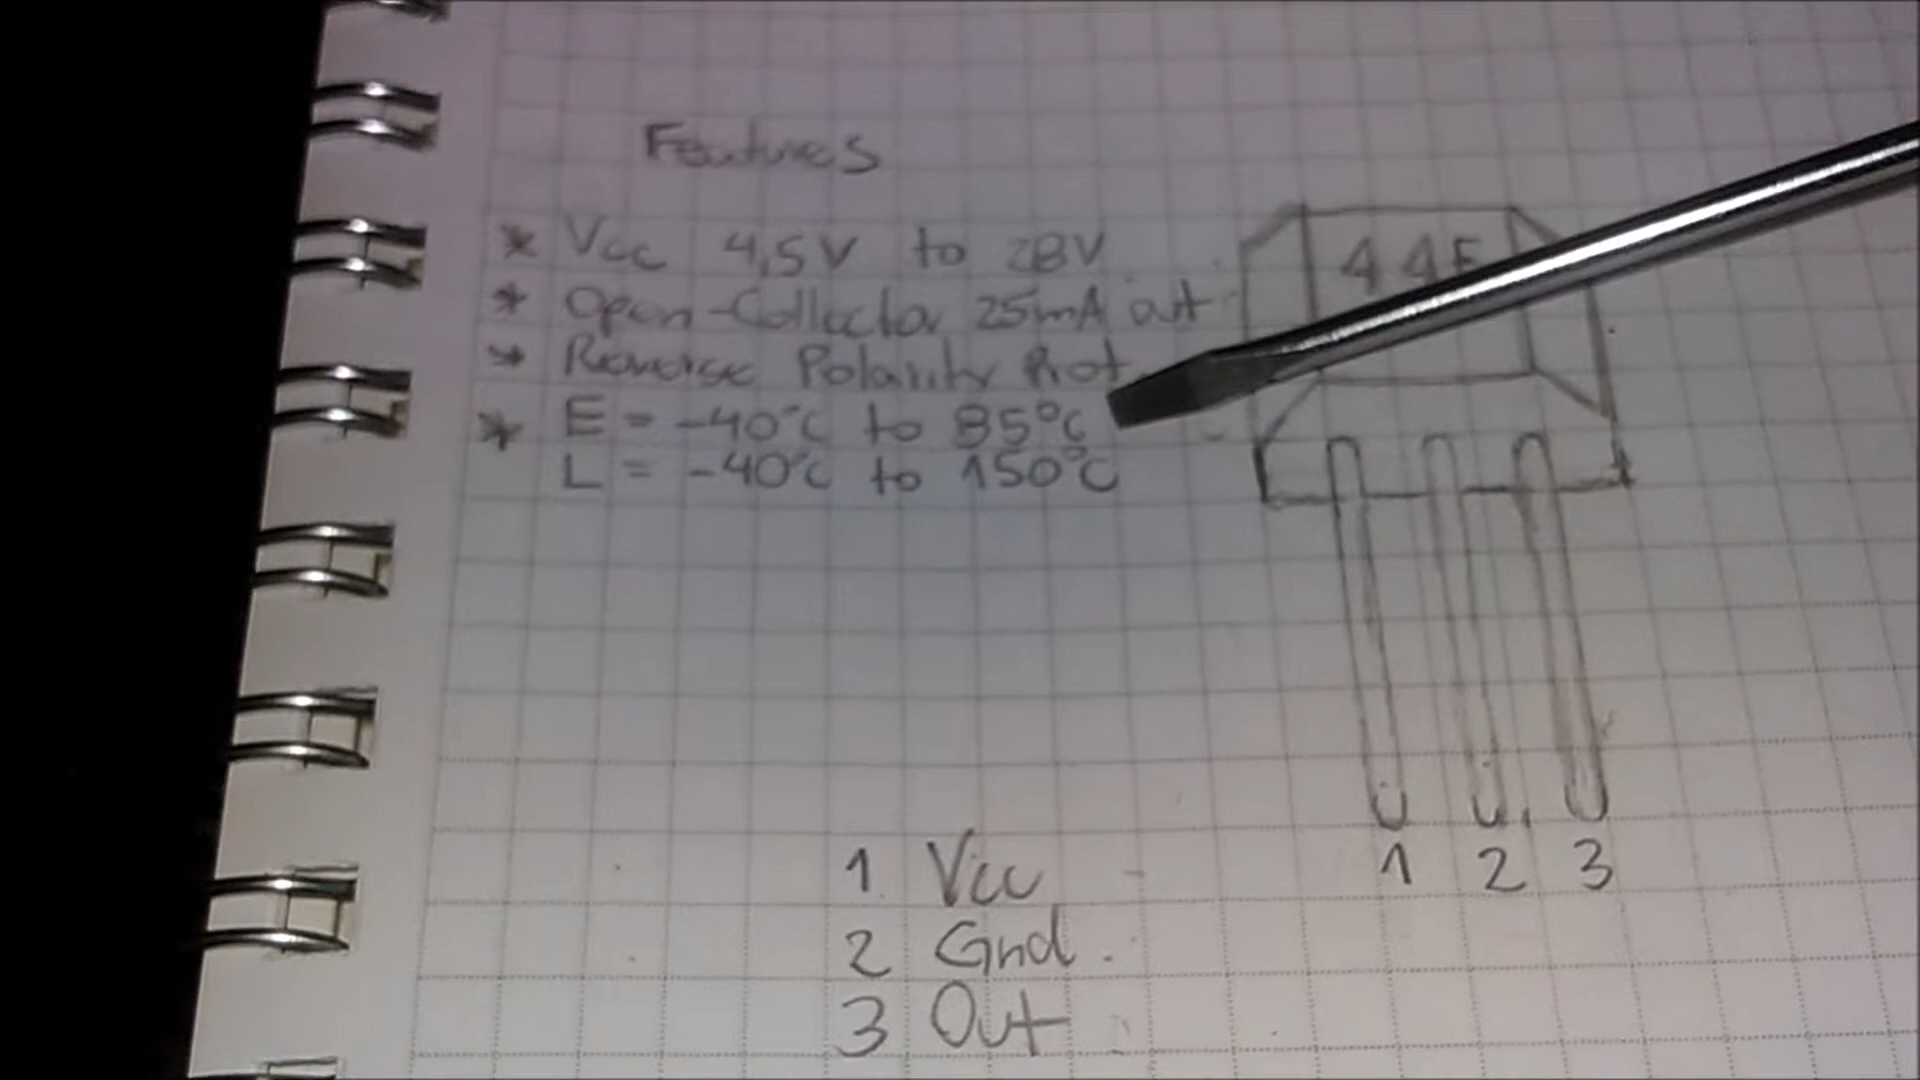 Features
* Vcc 4,5V to 28V
* Open-Collector 25mA out
* Reverse Polarity Prot.
* E = -40°C to 85°C
L = -40°C to 150°C
44E
1 2 3
1 Vcc
2 Gnd
3 Out